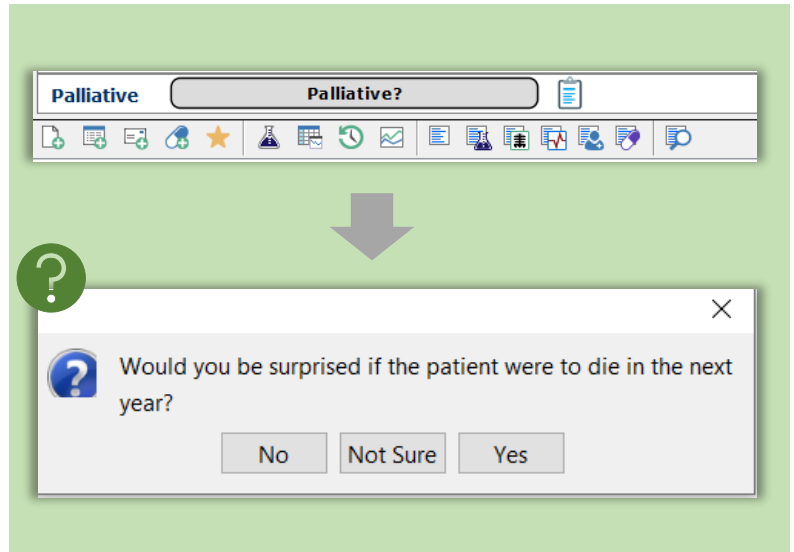 Palliative Palliative?
Would you be surprised if the patient were to die in the next
year?
No Not Sure Yes